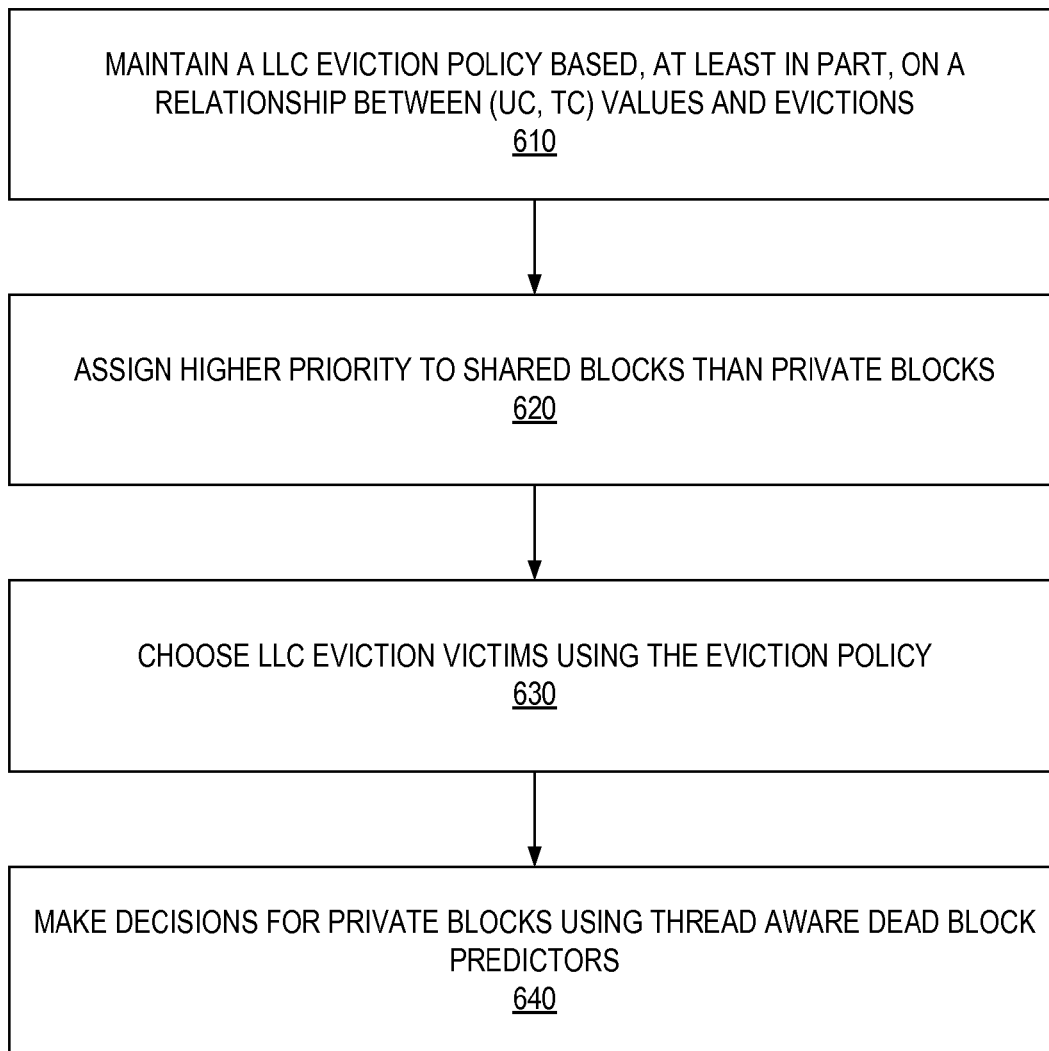 MAINTAIN A LLC EVICTION POLICY BASED, AT LEAST IN PART, ON A
RELATIONSHIP BETWEEN (UC, TC) VALUES AND EVICTIONS
610
ASSIGN HIGHER PRIORITY TO SHARED BLOCKS THAN PRIVATE BLOCKS
620
CHOOSE LLC EVICTION VICTIMS USING THE EVICTION POLICY
630
MAKE DECISIONS FOR PRIVATE BLOCKS USING THREAD AWARE DEAD BLOCK
PREDICTORS
640